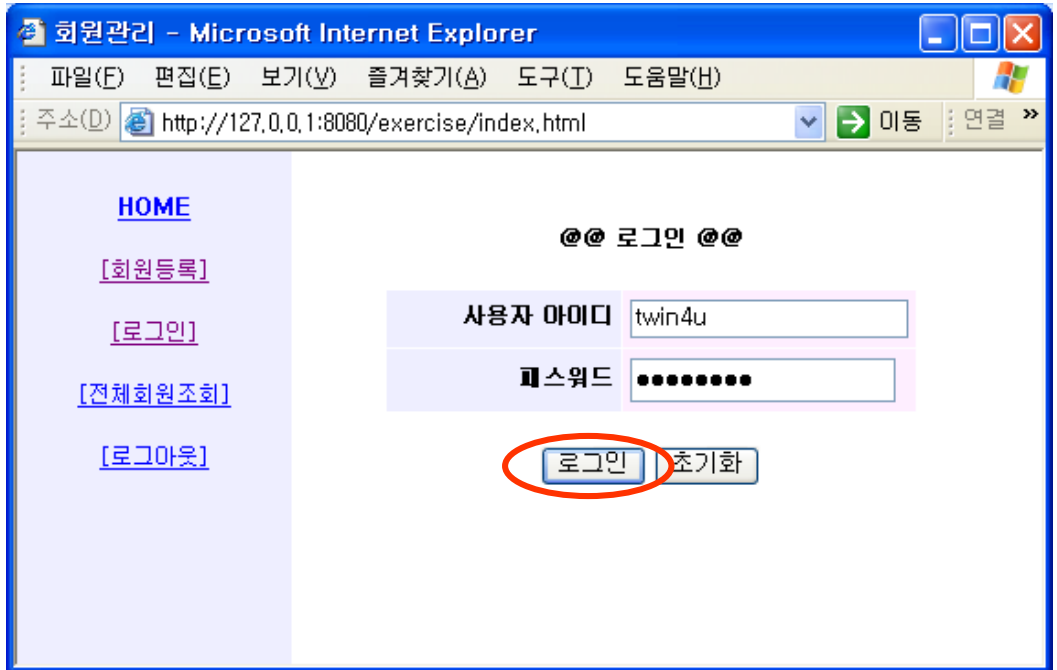 회원관리 - Microsoft Internet Explorer
파일(F) 편집(E) 보기(V) 즐겨찾기(A) 도구(T) 도움말(H)
주소(D) http://127.0.0.1:8080/exercise/index.html 이동 연결 »
HOME
[회원등록]
[로그인]
[전체회원조회]
[로그아웃]
@@ 로그인 @@
사용자 아이디 twin4u
패스워드 ●●●●●●●●
로그인 초기화